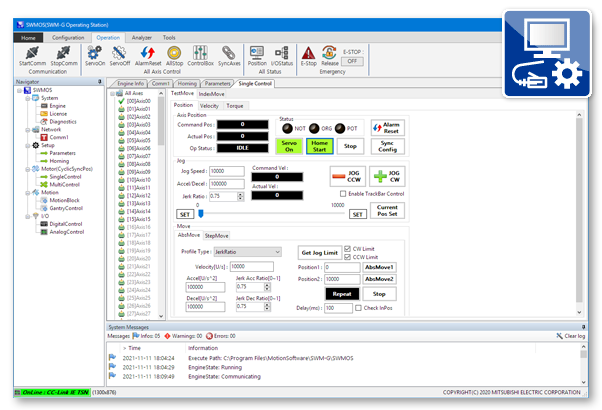 SWMOS(SWM-G Operating Station)
Home Configuration Operation Analyzer Tools
StartComm StopComm ServoOn ServoOff AlarmReset AllStop ControlBox SyncAxes Position I/OStatus E-Stop Release E-STOP :
OFF
Communication All Axis Control All Status Emergency
Navigator
SWMOS
System
Engine
License
Diagnostics
Network
Comm1
Setup
Parameters
Homing
Motor(CyclicSyncPos)
SingleControl
MultiControl
Motion
MotionBlock
GantryControl
I/O
DigitalControl
AnalogControl
Engine Info Comm1 Homing Parameters Single Control
All Axes
[00]Axis00
[01]Axis01
[02]Axis02
[03]Axis03
[04]Axis04
[05]Axis05
[06]Axis06
[07]Axis07
[08]Axis08
[09]Axis09
[10]Axis10
[11]Axis11
[12]Axis12
[13]Axis13
[14]Axis14
[15]Axis15
[16]Axis16
[17]Axis17
[18]Axis18
[19]Axis19
[20]Axis20
[21]Axis21
[22]Axis22
[23]Axis23
[24]Axis24
[25]Axis25
[26]Axis26
[27]Axis27
TestMove IndexMove
Position Velocity Torque
Axis Position
Command Pos : 0
Actual Pos : 0
Op Status : IDLE
Status
NOT ORG POT
Servo On
Home Start
Stop
Alarm Reset
Sync Config
Jog
Jog Speed : 10000
Accel/Decel : 100000
Jerk Ratio : 0.75
Command Vel :
0
Actual Vel :
0
JOG CCW
JOG CW
Enable TrackBar Control
0 10000
SET SET
Current Pos Set
Move
AbsMove StepMove
Profile Type : JerkRatio
Velocity[U/s] : 10000
Accel[U/s^2] Jerk Acc Ratio[0~1]
100000 0.75
Decel[U/s^2] Jerk Dec Ratio[0~1]
100000 0.75
Get Jog Limit
CW Limit
CCW Limit
Position1 : 0 AbsMove1
Position2 : 10000 AbsMove2
Repeat Stop
Delay(ms) : 100 Check InPos
System Messages
Messages Infos: 05 Warnings: 00 Errors: 00 Clear log
Time Information
2021-11-11 18:04:24 Execute Path: C:\Program Files\MotionSoftware\SWM-G\SWMOS
2021-11-11 18:04:29 EngineState: Running
2021-11-11 18:09:49 EngineState: Communicating
OnLine : CC-Link IE TSN (1300x876) COPYRIGHT(C) 2020 MITSUBISHI ELECTRIC CORPORATION